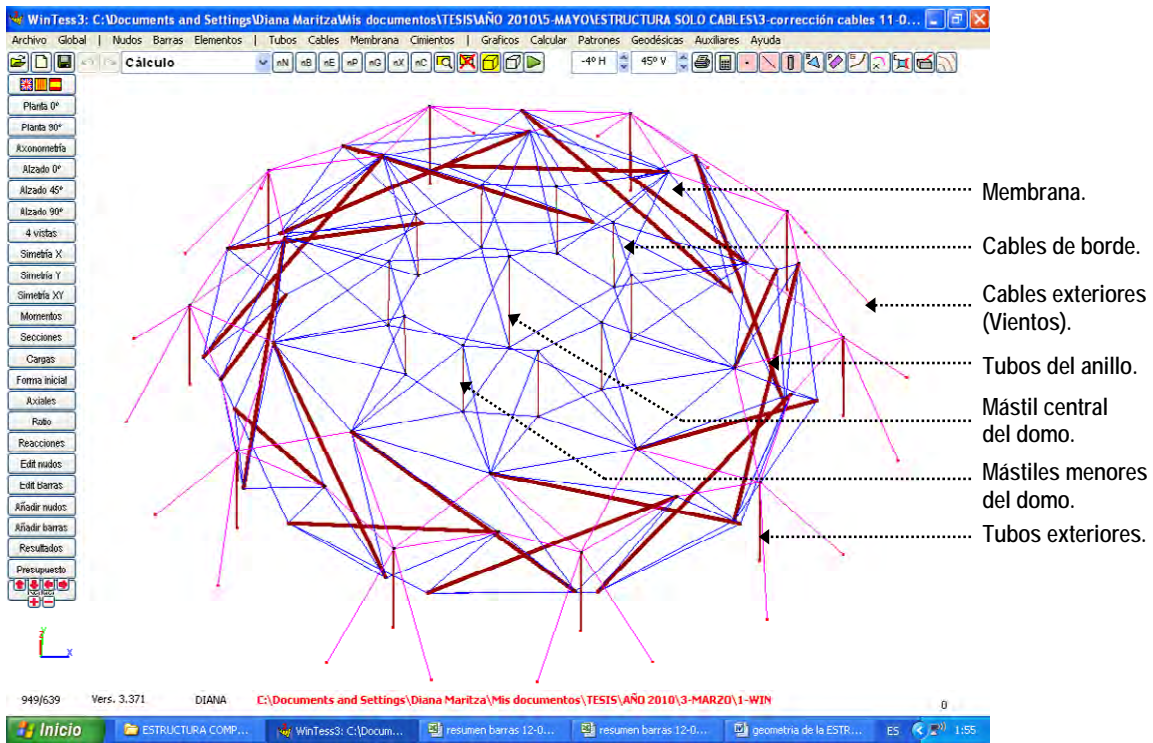 WinTess3: C:\Documents and Settings\Diana Maritza\Mis documentos\TESIS\AÑO 2010\5-MAYO\ESTRUCTURA SOLO CABLES\3-corrección cables 11-0...
Archivo Global | Nudos Barras Elementos | Tubos Cables Membrana Cimientos | Graficos Calcular Patrones Geodésicas Auxiliares Ayuda
Cálculo nN nB nE nP nG nX nC -4º H 45º V
Planta 0º
Planta 90º
Axonometría
Alzado 0º
Alzado 45º
Alzado 90º
4 vistas
Simetría X
Simetría Y
Simetría XY
Momentos
Secciones
Cargas
Forma inicial
Axiales
Ratio
Reacciones
Edit nudos
Edit Barras
Añadir nudos
Añadir barras
Resultados
Presupuesto
Membrana.
Cables de borde.
Cables exteriores
(Vientos).
Tubos del anillo.
Mástil central
del domo.
Mástiles menores
del domo.
Tubos exteriores.
z
x
949/639 Vers. 3.371 DIANA C:\Documents and Settings\Diana Maritza\Mis documentos\TESIS\AÑO 2010\3-MARZO\1-WIN 0
Inicio ESTRUCTURA COMP... WinTess3: C:\Docum... resumen barras 12-0... resumen barras 12-0... geometria de la ESTR... ES 1:55